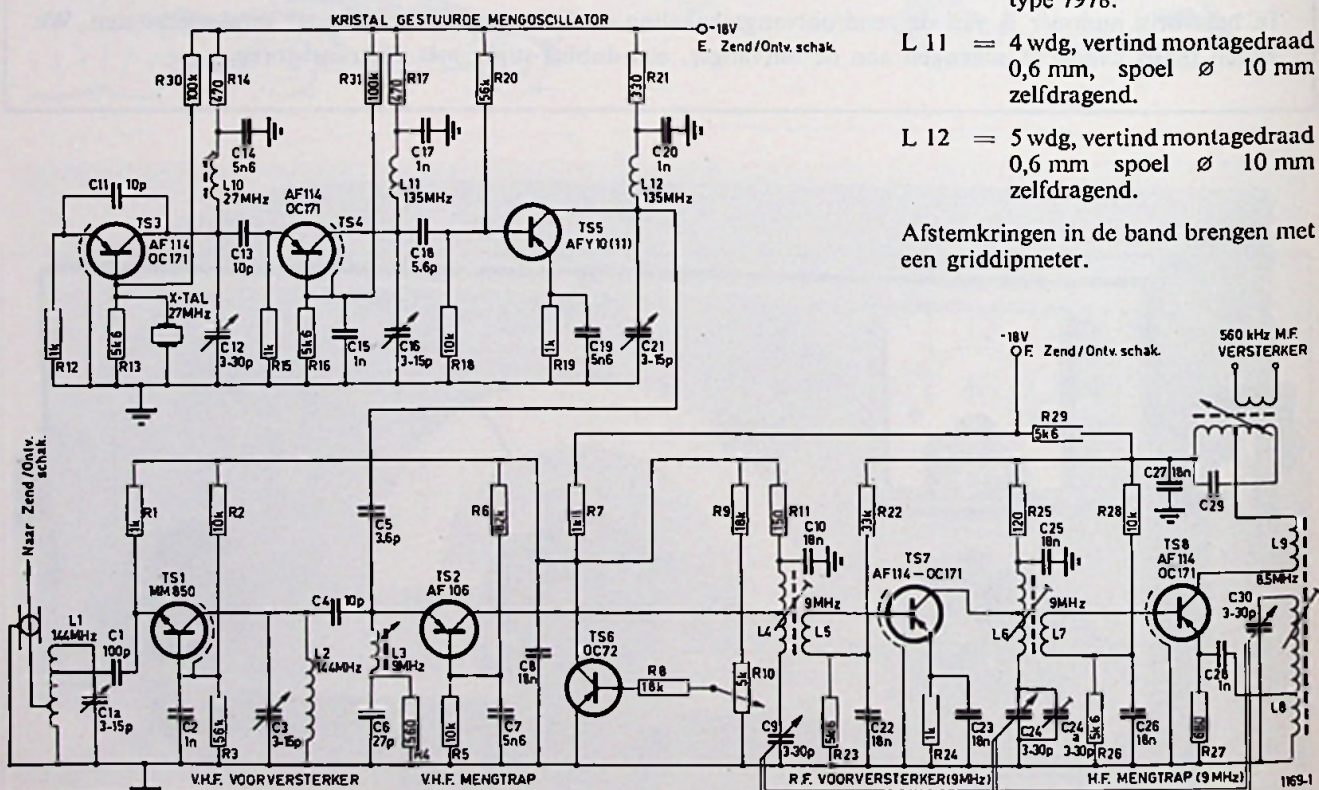 KRISTAL GESTUURDE MENGOSCILLATOR
-18V
F. Zend/Ontv. schak.
type 7978.
L 11 = 4 wdg, vertind montagedraad
0,6 mm, spoel ø 10 mm
zelfdragend.
L 12 = 5 wdg, vertind montagedraad
0,6 mm spoel ø 10 mm
zelfdragend.
Afstemkringen in de band brengen met
een griddipmeter.
R30 100k
R14 470
R31 100k
R17 470
R20 56k
R21 330
C14 5n6
C17 1n
C20 1n
C11 10p
L10 27MHz
L11 135MHz
L12 135MHz
TS3
AF114
OC171
C13 10p
AF114
OC171
TS4
C18 5.6p
TS5
AFY10(11)
X-TAL
27MHz
1k R12
5k6 R13
C12 3-30p
1k R15
5k6 R16
C15 1n
C16 3-15p
10k R18
1k R19
C19 5n6
C21 3-15p
-18V
F. Zend/Ontv. schak.
560 kHz M.F.
VERSTERKER
R29
5k6
Naar Zend/Ontv.
schak.
R1 1k
R2 10k
C5 3.6p
R6 82k
R7 1k
R9 18k
R11 150
C10 18n
R22 33k
R25 120
C25 18n
R28 10k
C27 18n
C29
TS1
MM850
TS2
AF106
TS6
OC72
TS7
AF114-OC171
TS8
AF114
OC171
L9
8.5MHz
C30 3-30p
L1
144MHz
C1 100p
C1a
3-15p
C2 1n
5.6k R3
C3 3-15p
L2
144MHz
C4 10p
L3
9MHz
C6 27p
560 R4
10k R5
C7 5n6
C8 18n
R8
18k
R10 5k
L4
9MHz
L5
C9 3-30p
5k6 R23
C22 18n
1k R24
C23 18n
L6
9MHz
L7
C24 3-30p
C24a 3-30p
5k6 R26
C26 18n
R27
C28 1n
L8
V.H.F. VOORVERSTERKER
V.H.F. MENGTRAP
R.F. VOORVERSTERKER (9MHz)
H.F. MENGTRAP (9MHz)
1169-1